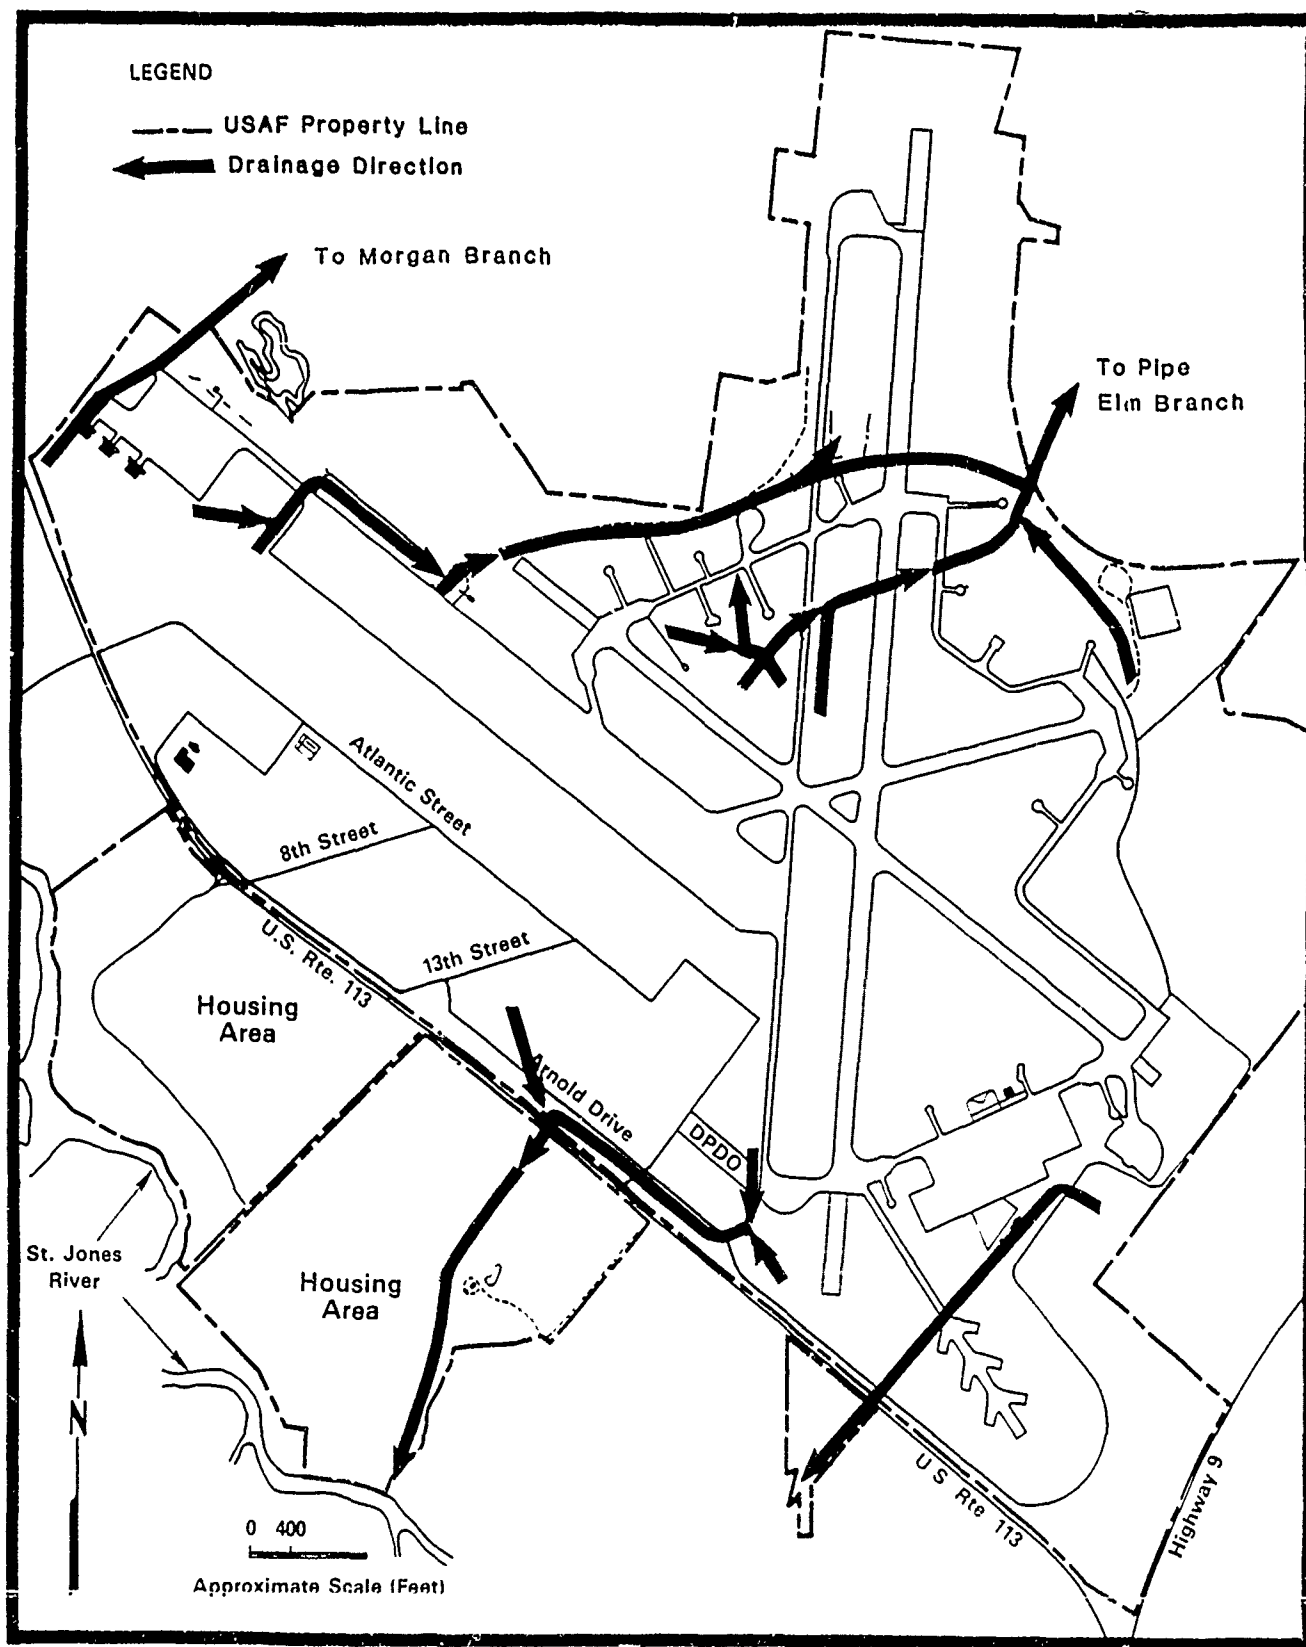 LEGEND
USAF Property Line
Drainage Direction
To Morgan Branch
To Pipe
Elm Branch
Atlantic Street
8th Street
13th Street
U.S. Rte. 113
Housing
Area
Arnold Drive
DPDO
St. Jones
River
Housing
Area
N
0 400
Approximate Scale (Feet)
U S Rte 113
Highway 9